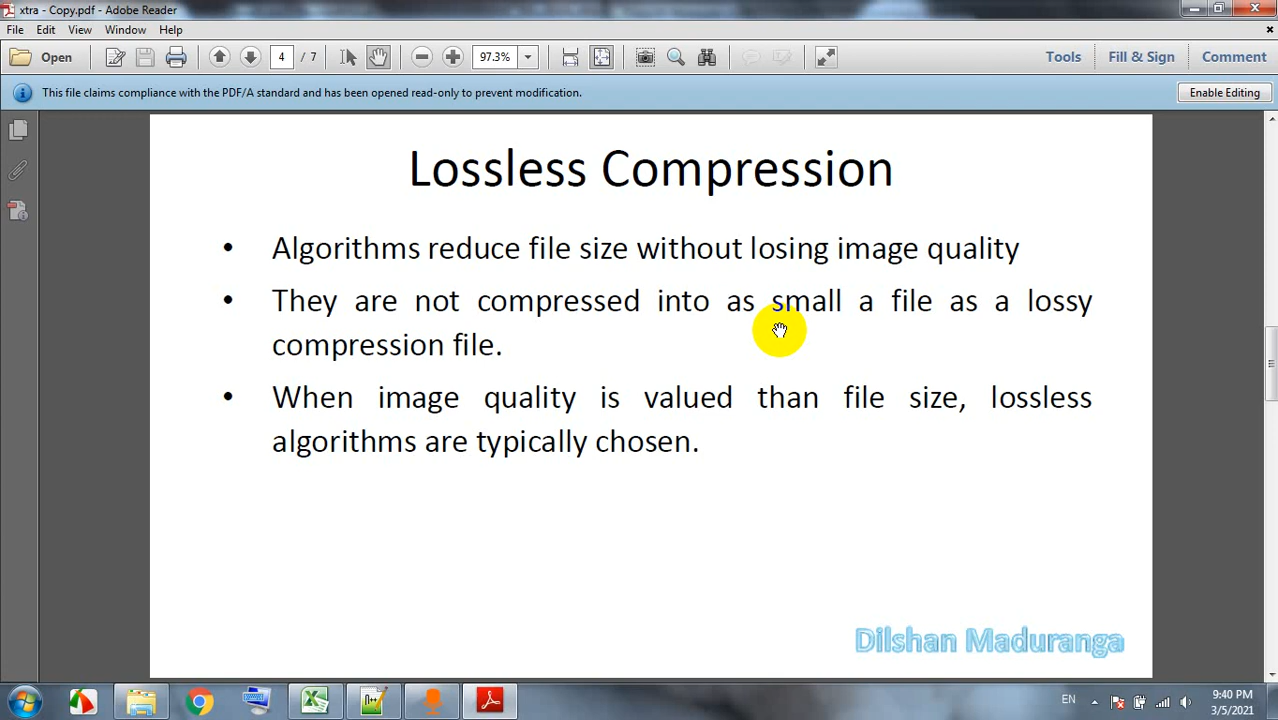 xtra - Copy.pdf - Adobe Reader
File Edit View Window Help
Open 4 / 7 97.3% Tools Fill & Sign Comment
This file claims compliance with the PDF/A standard and has been opened read-only to prevent modification. Enable Editing
Lossless Compression
• Algorithms reduce file size without losing image quality
• They are not compressed into as small a file as a lossy
compression file.
• When image quality is valued than file size, lossless
algorithms are typically chosen.
Dilshan Maduranga
EN 9:40 PM
3/5/2021